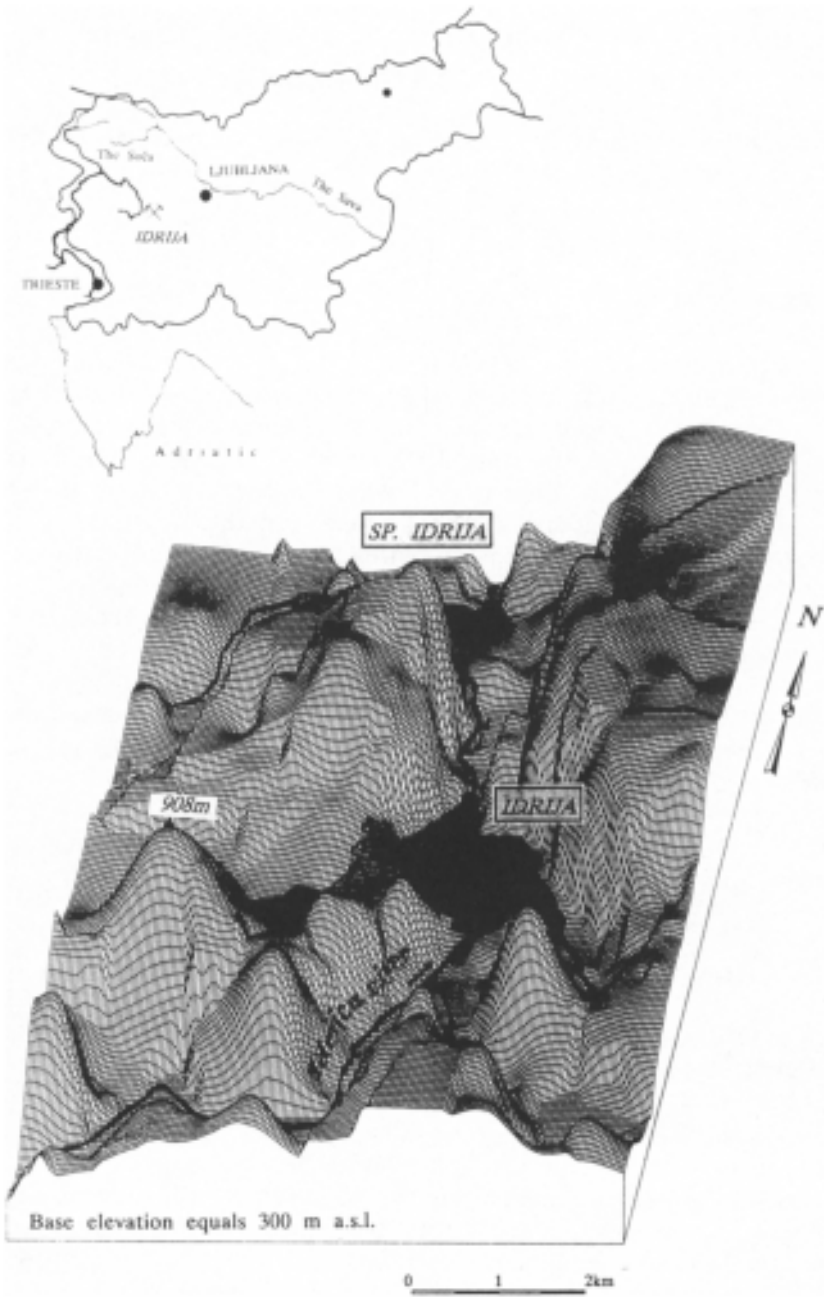 The Soča
LJUBLJANA
The Sava
IDRIJA
TRIESTE
Adriatic
SP. IDRIJA
N
908m
IDRIJA
Base elevation equals 300 m a.s.l.
0 1 2km